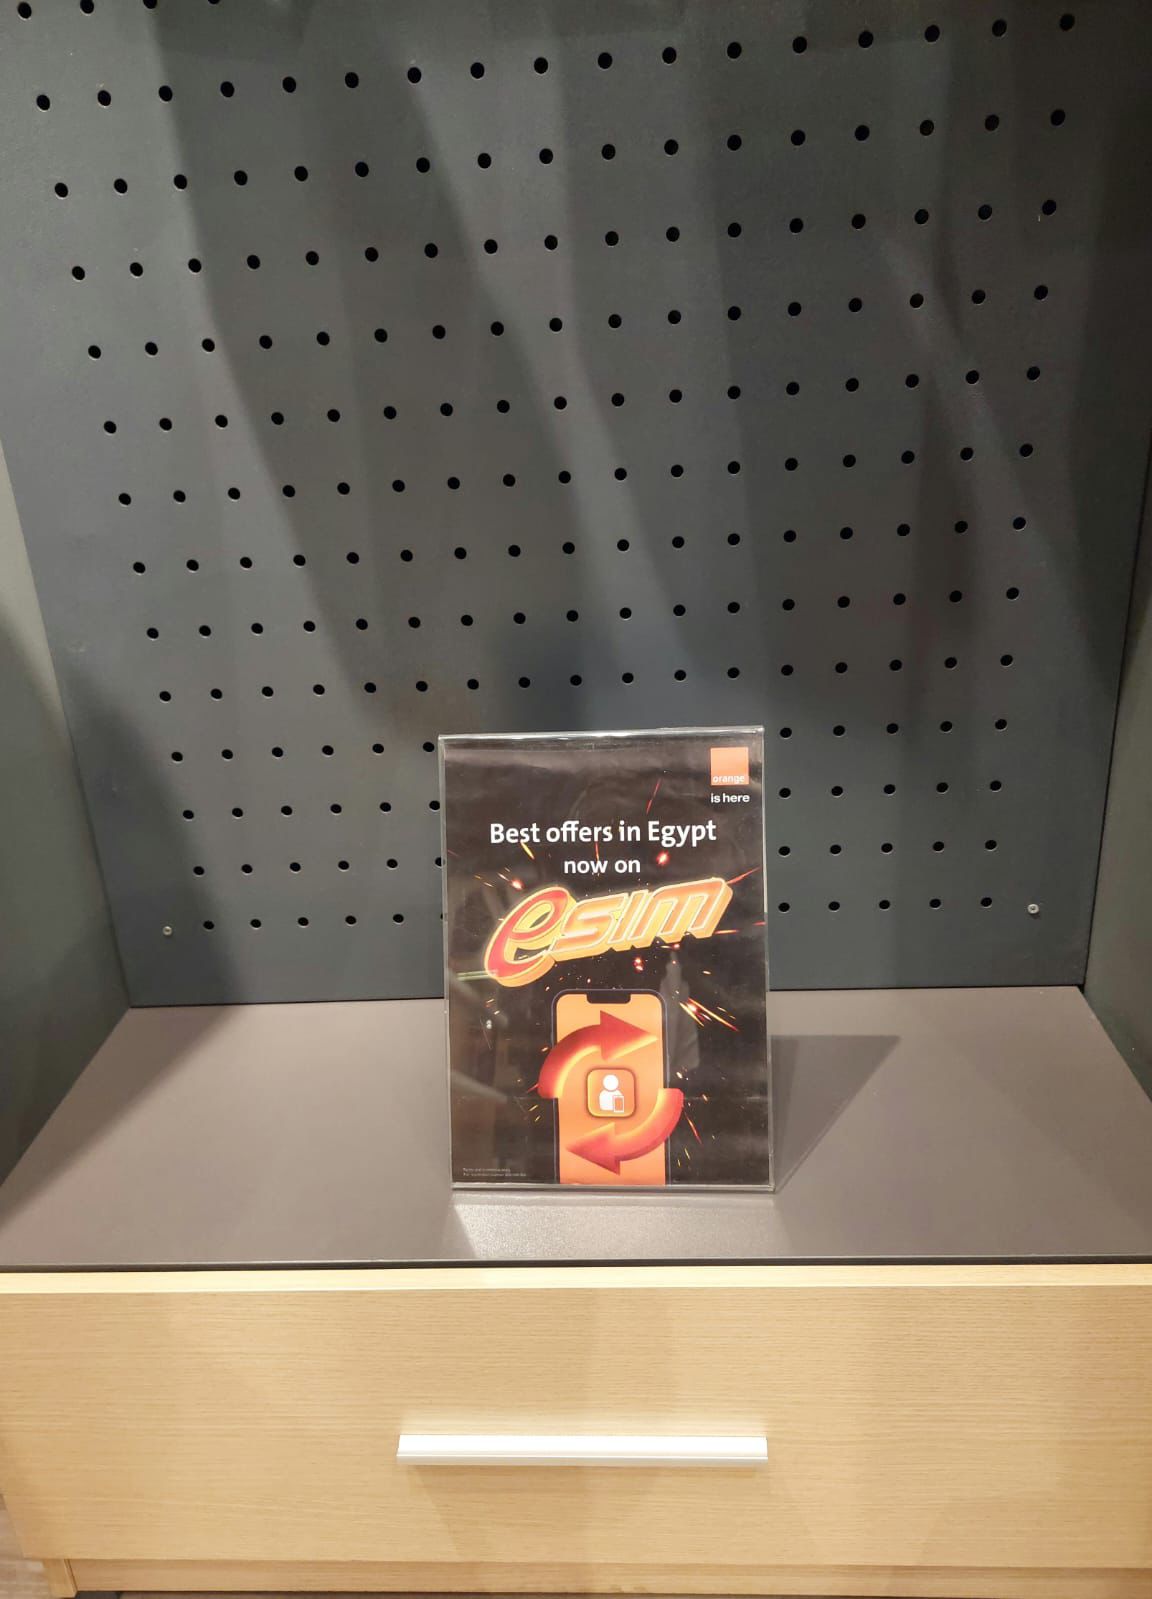 orange
is here
Best offers in Egypt
now on
esim